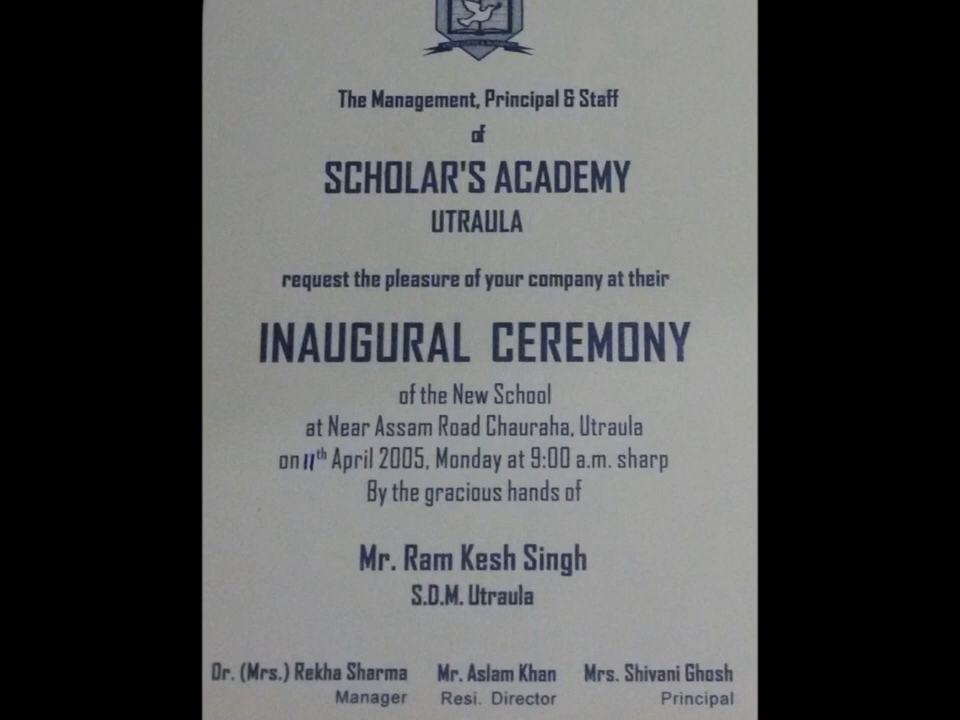 The Management, Principal & Staff
of
SCHOLAR'S ACADEMY
UTRAULA
request the pleasure of your company at their
INAUGURAL CEREMONY
of the New School
at Near Assam Road Chauraha, Utraula
on 11th April 2005, Monday at 9:00 a.m. sharp
By the gracious hands of
Mr. Ram Kesh Singh
S.D.M. Utraula
Dr. (Mrs.) Rekha Sharma Mr. Aslam Khan Mrs. Shivani Ghosh
Manager Resi. Director Principal